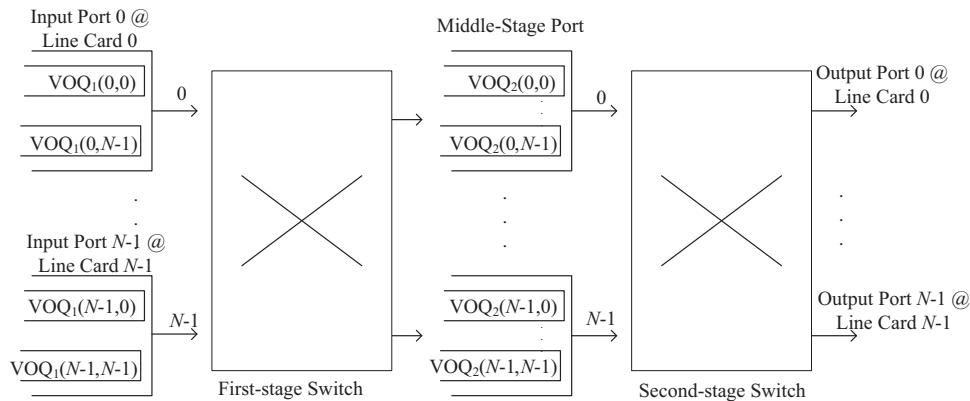 Input Port 0 @
Line Card 0
VOQ₁(0,0)
VOQ₁(0,N-1)
0
Input Port N-1 @
Line Card N-1
VOQ₁(N-1,0)
VOQ₁(N-1,N-1)
N-1
First-stage Switch
Middle-Stage Port
VOQ₂(0,0)
VOQ₂(0,N-1)
0
VOQ₂(N-1,0)
VOQ₂(N-1,N-1)
N-1
Second-stage Switch
Output Port 0 @
Line Card 0
Output Port N-1 @
Line Card N-1